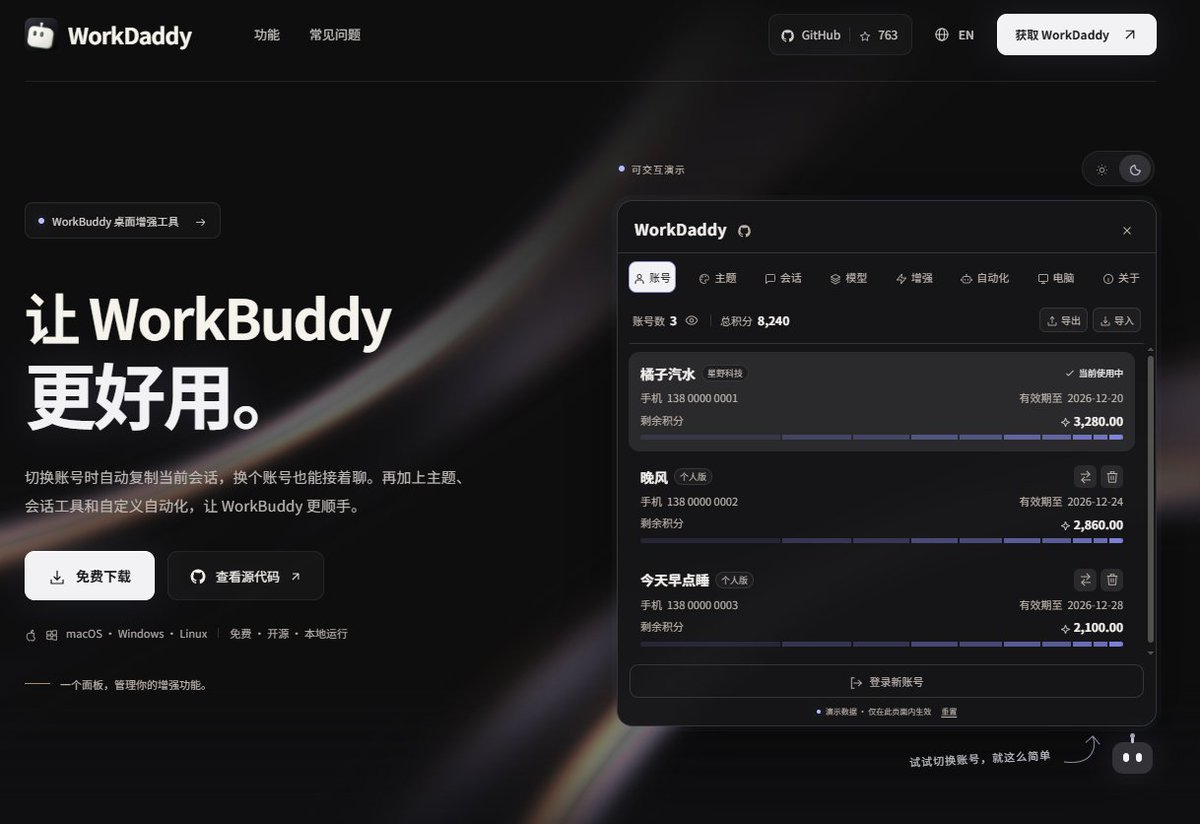 WorkDaddy
功能
常见问题
GitHub
763
EN
获取 WorkDaddy
WorkBuddy 桌面增强工具
让 WorkBuddy
更好用。
切换账号时自动复制当前会话，换个账号也能接着聊。再加上主题、
会话工具和自定义自动化，让 WorkBuddy 更顺手。
免费下载
查看源代码
macOS · Windows · Linux
免费 · 开源 · 本地运行
一个面板，管理你的增强功能。
可交互演示
WorkDaddy
账号
主题
会话
模型
增强
自动化
电脑
关于
账号数 3
总积分 8,240
导出
导入
橘子汽水 星野科技
当前使用中
手机 138 0000 0001
有效期至 2026-12-20
剩余积分
3,280.00
晚风 个人版
手机 138 0000 0002
有效期至 2026-12-24
剩余积分
2,860.00
今天早点睡 个人版
手机 138 0000 0003
有效期至 2026-12-28
剩余积分
2,100.00
登录新账号
演示数据 · 仅在此页面内生效 重置
试试切换账号，就这么简单